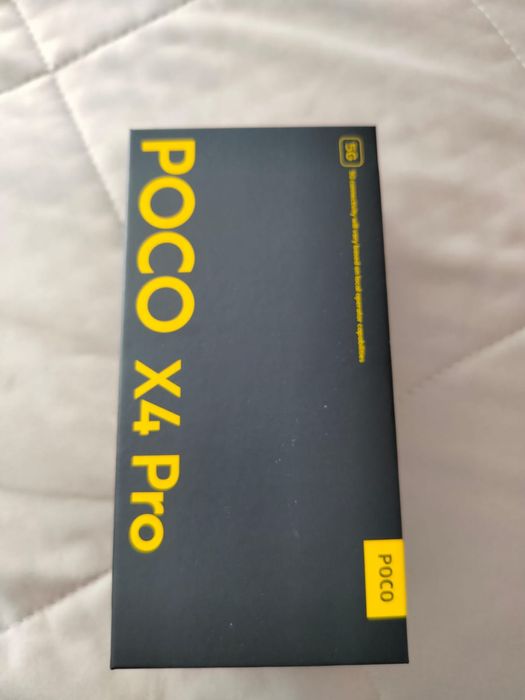 5G 5G connectivity will vary based on local operator capabilities
POCO
POCO X4 Pro